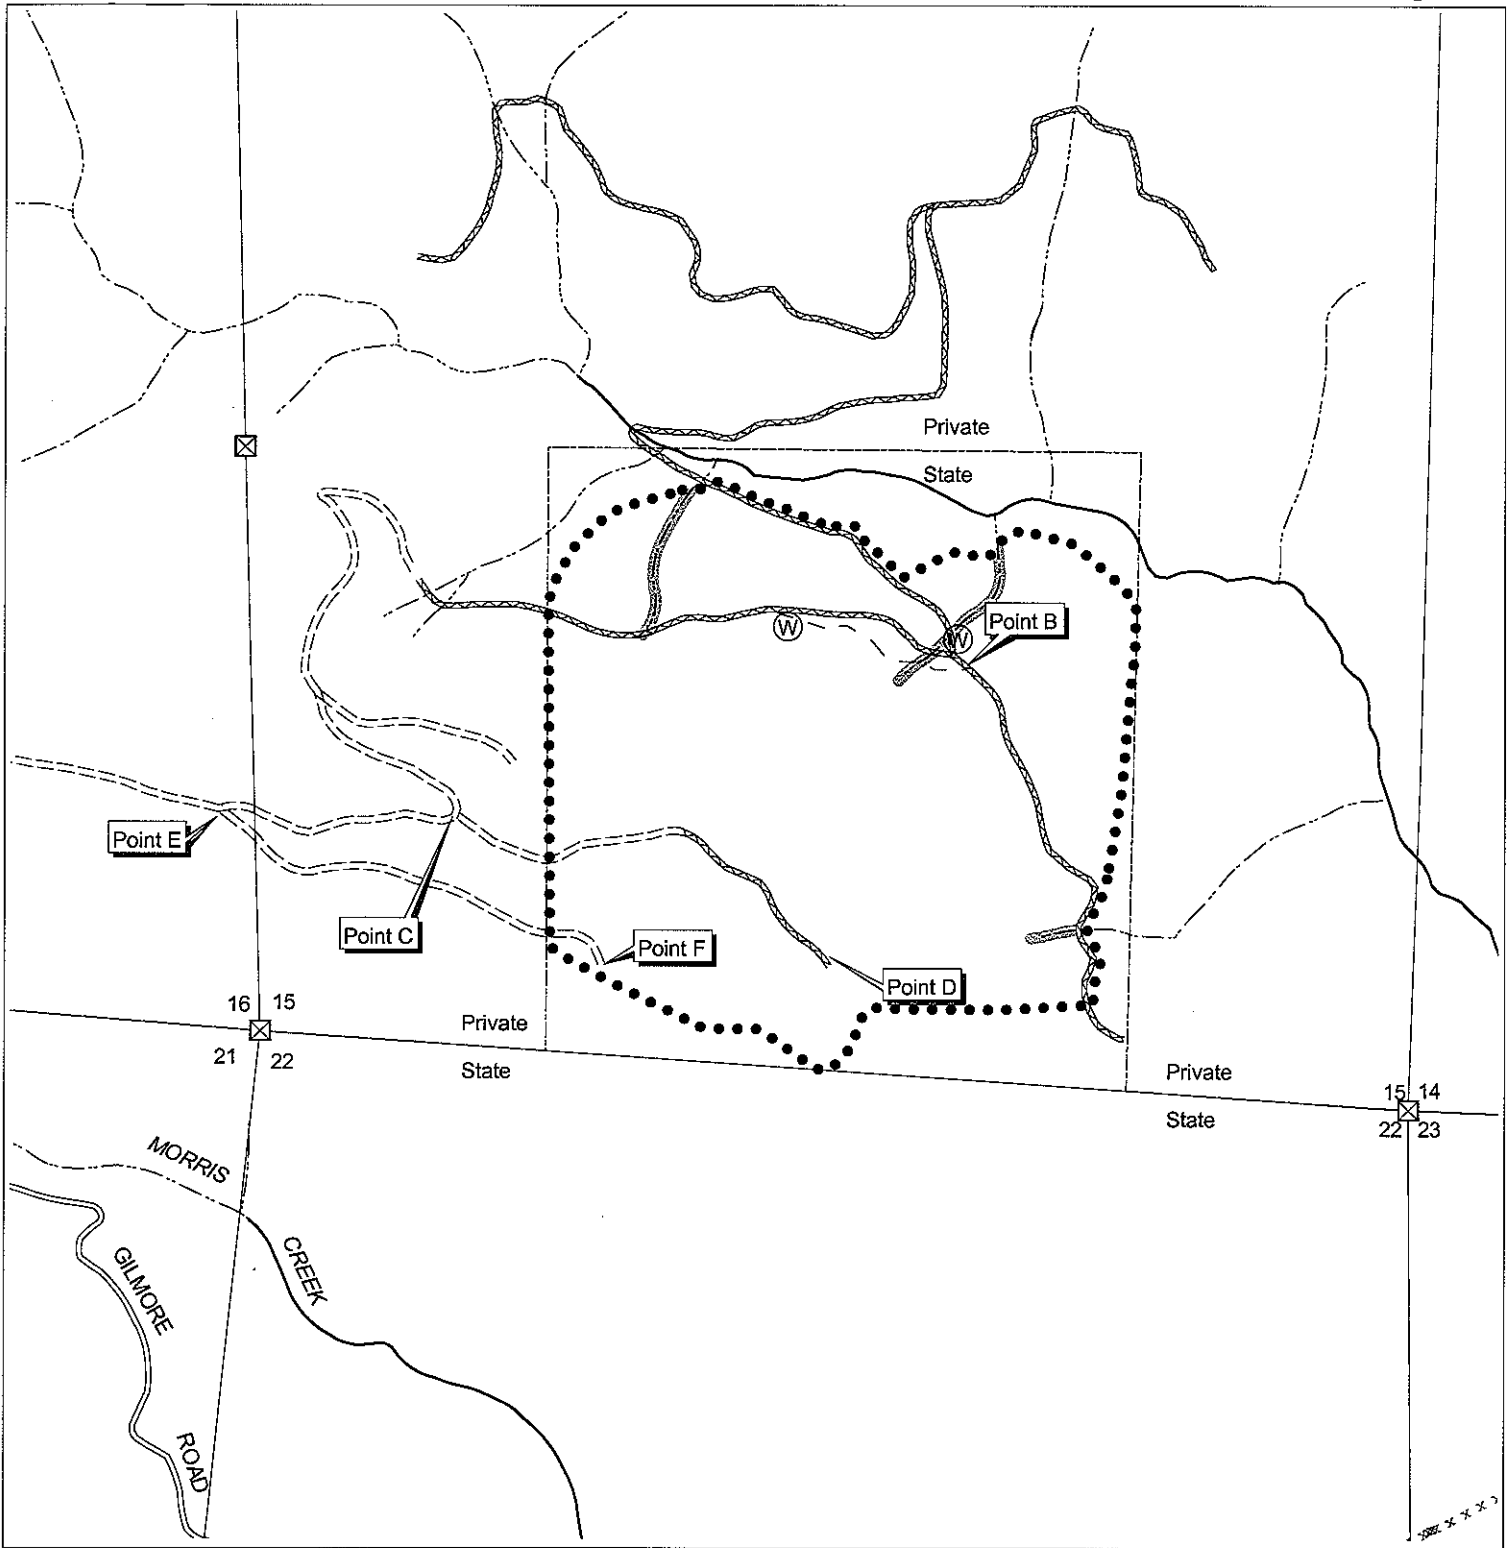 Private
State
W
W
Point B
Point E
Point C
Point F
Point D
16 15
21 22
Private
State
Private
State
15 14
22 23
MORRIS
CREEK
GILMORE
ROAD